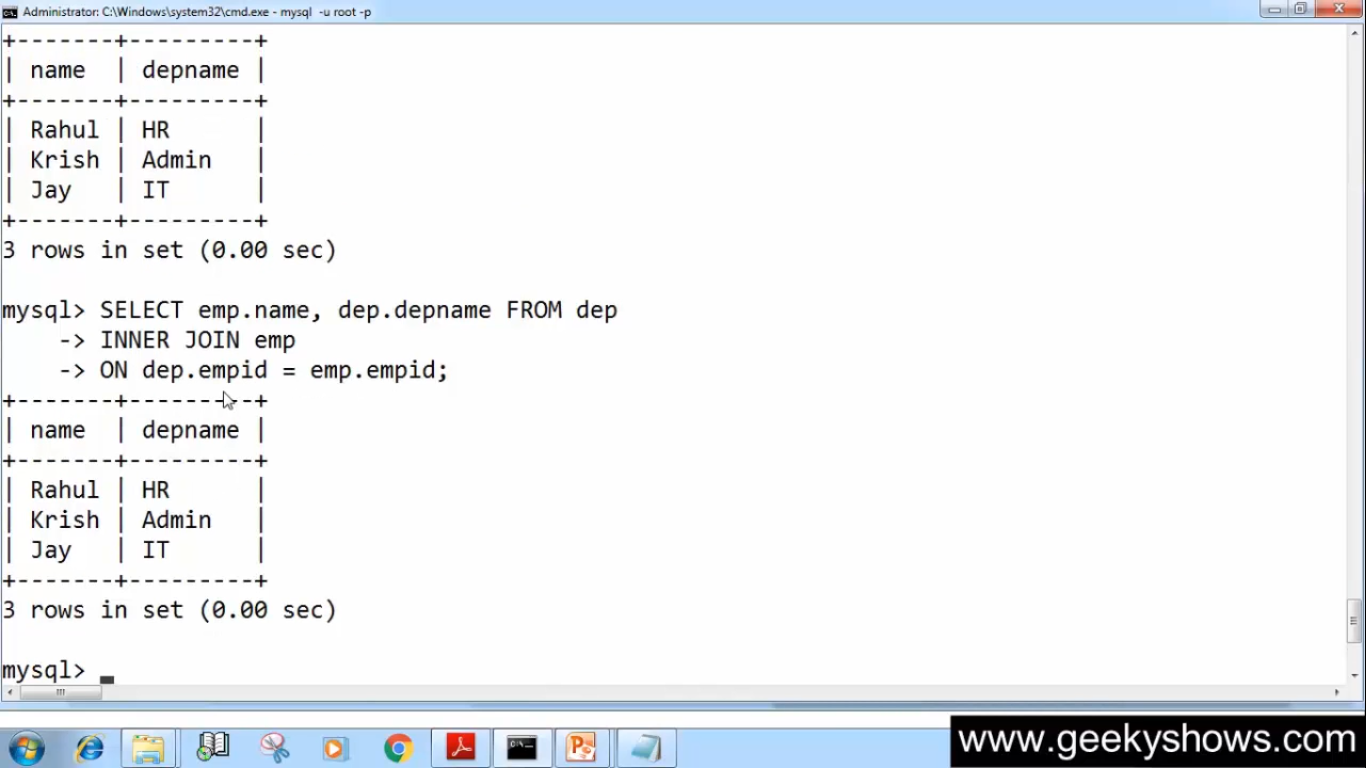 Administrator: C:\Windows\system32\cmd.exe - mysql -u root -p
+-------+---------+
| name  | depname |
+-------+---------+
| Rahul | HR      |
| Krish | Admin   |
| Jay   | IT      |
+-------+---------+
3 rows in set (0.00 sec)
mysql> SELECT emp.name, dep.depname FROM dep
    -> INNER JOIN emp
    -> ON dep.empid = emp.empid;
+-------+---------+
| name  | depname |
+-------+---------+
| Rahul | HR      |
| Krish | Admin   |
| Jay   | IT      |
+-------+---------+
3 rows in set (0.00 sec)
mysql>
www.geekyshows.com